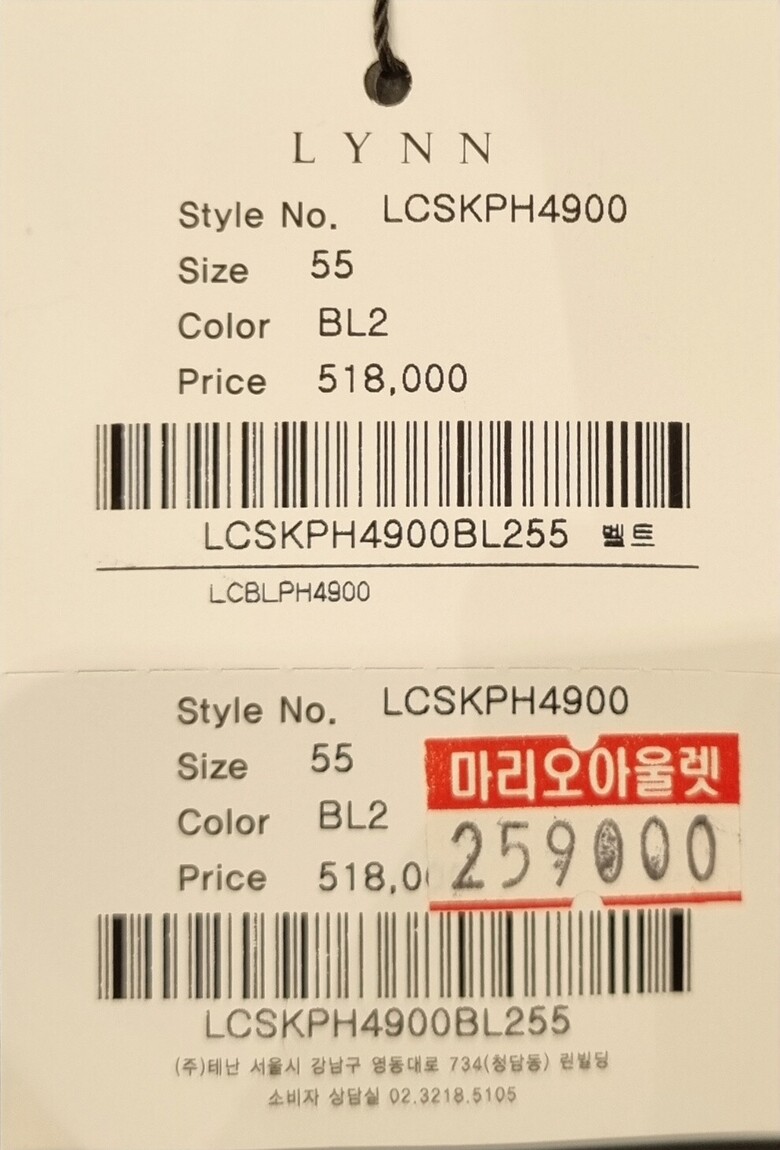 LYNN
Style No. LCSKPH4900
Size 55
Color BL2
Price 518,000
LCSKPH4900BL255 벨트
LCBLPH4900
Style No. LCSKPH4900
Size 55
마리오아울렛
Color BL2
259000
Price 518,0
LCSKPH4900BL255
(주)테난 서울시 강남구 영동대로 734(청담동) 린빌딩
소비자 상담실 02.3218.5105